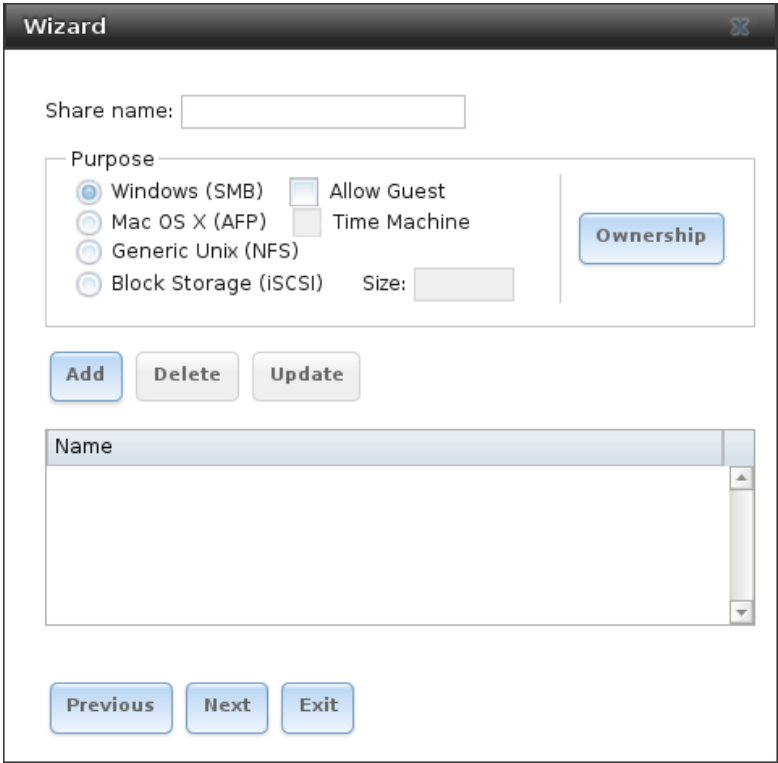 Wizard
Share name:
Purpose
Windows (SMB) Allow Guest
Mac OS X (AFP) Time Machine
Generic Unix (NFS)
Block Storage (iSCSI) Size:
Ownership
Add Delete Update
Name
Previous Next Exit